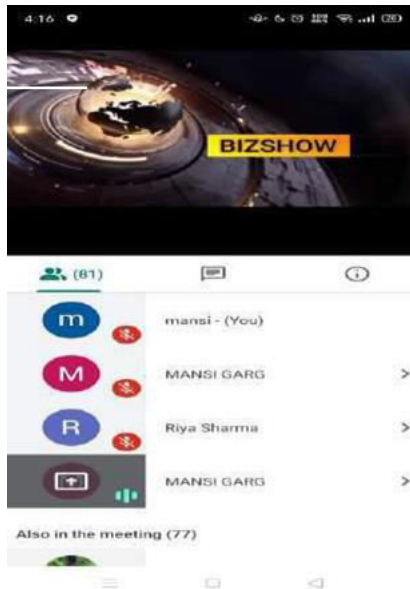 4:16
BIZSHOW
(81)
m
mansi - (You)
M
MANSI GARG
R
Riya Sharma
MANSI GARG
Also in the meeting (77)